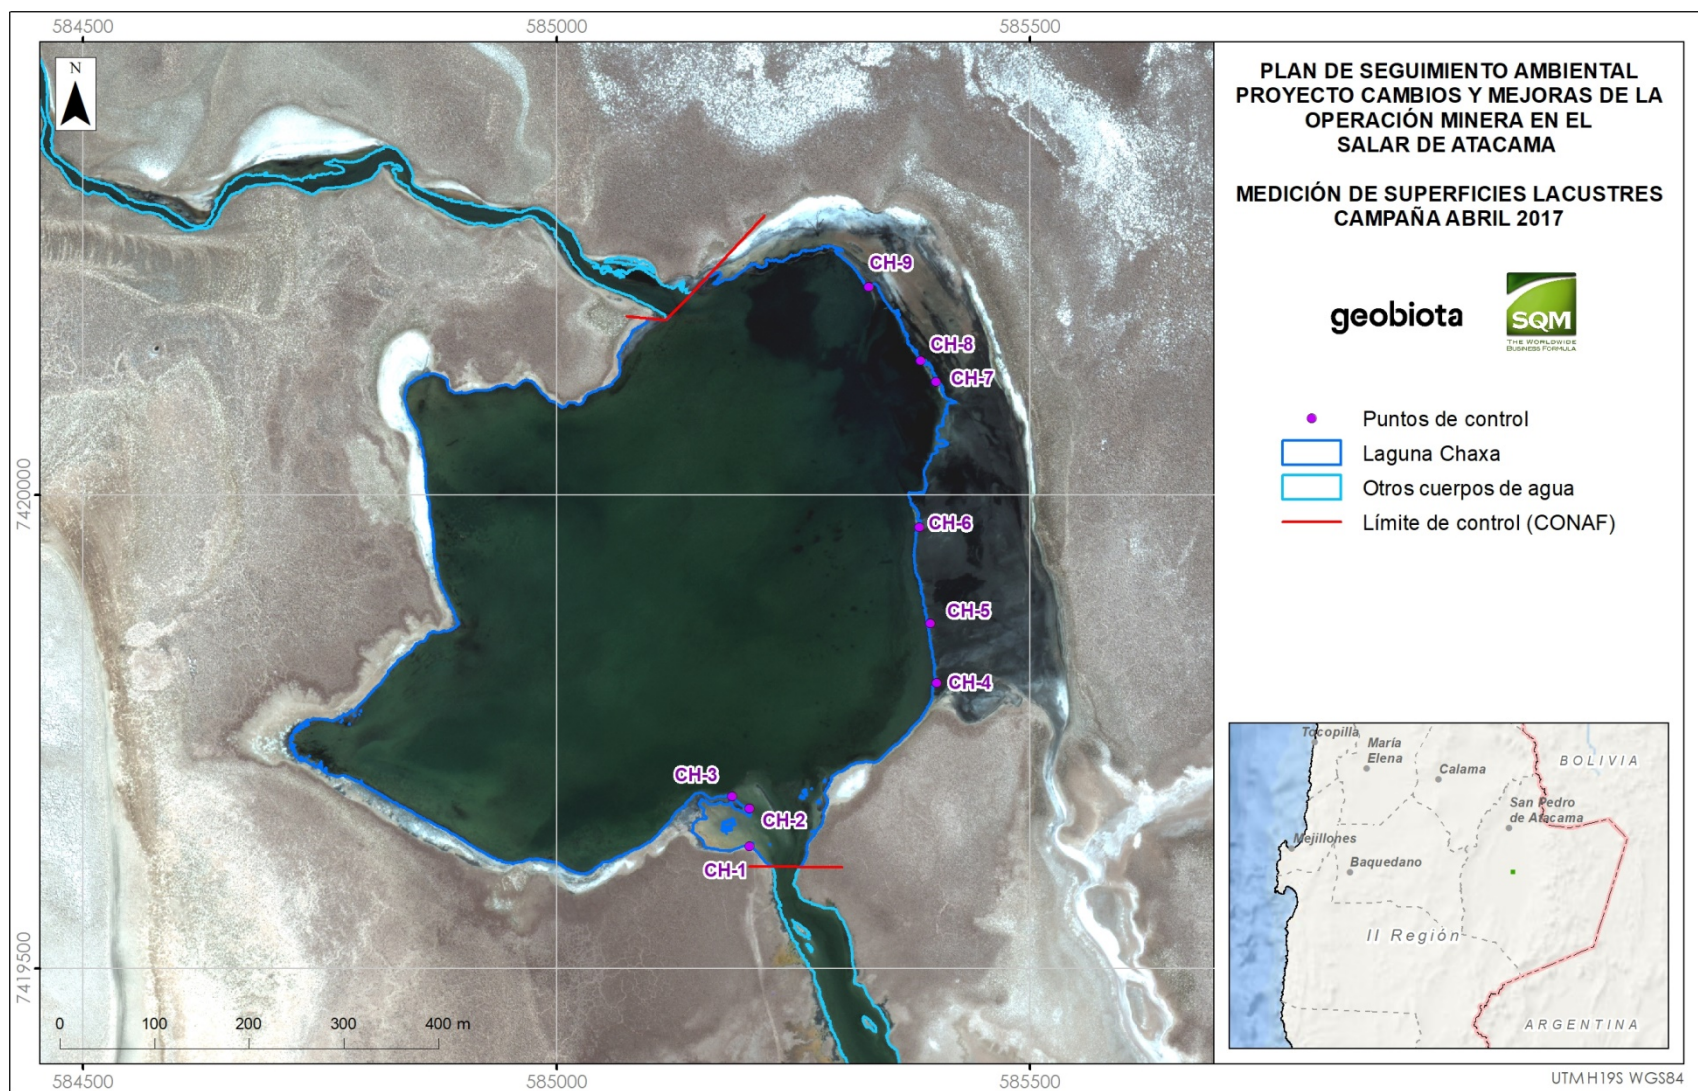 584500
585000
585500
N
CH-9
CH-8
CH-7
CH-6
CH-5
CH-4
CH-3
CH-2
CH-1
7420000
7419500
0 100 200 300 400 m
584500
585000
585500
PLAN DE SEGUIMIENTO AMBIENTAL
PROYECTO CAMBIOS Y MEJORAS DE LA
OPERACIÓN MINERA EN EL
SALAR DE ATACAMA
MEDICIÓN DE SUPERFICIES LACUSTRES
CAMPAÑA ABRIL 2017
geobiota
SQM
THE WORLDWIDE
BUSINESS FORMULA
Puntos de control
Laguna Chaxa
Otros cuerpos de agua
Límite de control (CONAF)
Tocopilla
María
Elena
Calama
BOLIVIA
San Pedro
de Atacama
Mejillones
Baquedano
II Región
ARGENTINA
UTM H19S WGS84